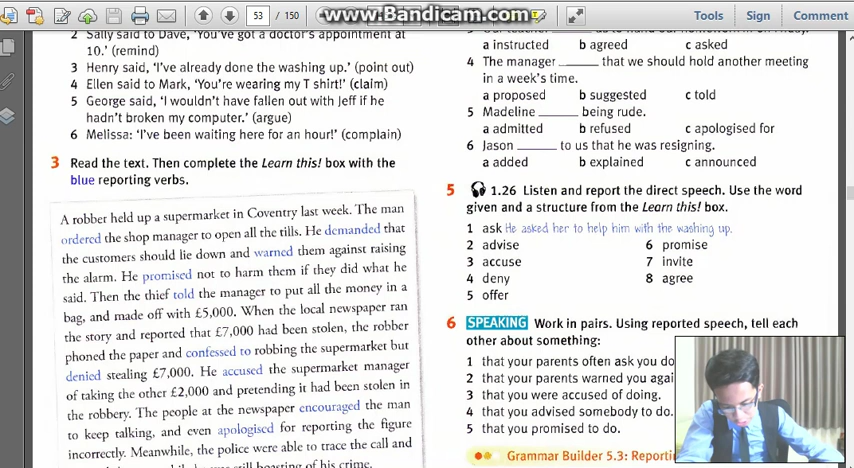 53 / 150
www.Bandicam.com
Tools Sign Comment
2 Sally said to Dave, 'You've got a doctor's appointment at
10.' (remind)
3 Henry said, 'I've already done the washing up.' (point out)
4 Ellen said to Mark, 'You're wearing my T shirt!' (claim)
5 George said, 'I wouldn't have fallen out with Jeff if he
hadn't broken my computer.' (argue)
6 Melissa: 'I've been waiting here for an hour!' (complain)
3 Read the text. Then complete the Learn this! box with the
blue reporting verbs.
A robber held up a supermarket in Coventry last week. The man
ordered the shop manager to open all the tills. He demanded that
the customers should lie down and warned them against raising
the alarm. He promised not to harm them if they did what he
said. Then the thief told the manager to put all the money in a
bag, and made off with £5,000. When the local newspaper ran
the story and reported that £7,000 had been stolen, the robber
phoned the paper and confessed to robbing the supermarket but
denied stealing £7,000. He accused the supermarket manager
of taking the other £2,000 and pretending it had been stolen in
the robbery. The people at the newspaper encouraged the man
to keep talking, and even apologised for reporting the figure
incorrectly. Meanwhile, the police were able to trace the call and
still boasting of his crime.
a instructed b agreed c asked
4 The manager ______ that we should hold another meeting
in a week's time.
a proposed b suggested c told
5 Madeline ______ being rude.
a admitted b refused c apologised for
6 Jason ______ to us that he was resigning.
a added b explained c announced
5 1.26 Listen and report the direct speech. Use the word
given and a structure from the Learn this! box.
1 ask He asked her to help him with the washing up.
2 advise 6 promise
3 accuse 7 invite
4 deny 8 agree
5 offer
6 SPEAKING Work in pairs. Using reported speech, tell each
other about something:
1 that your parents often ask you do
2 that your parents warned you agai
3 that you were accused of doing.
4 that you advised somebody to do.
5 that you promised to do.
Grammar Builder 5.3: Reporti